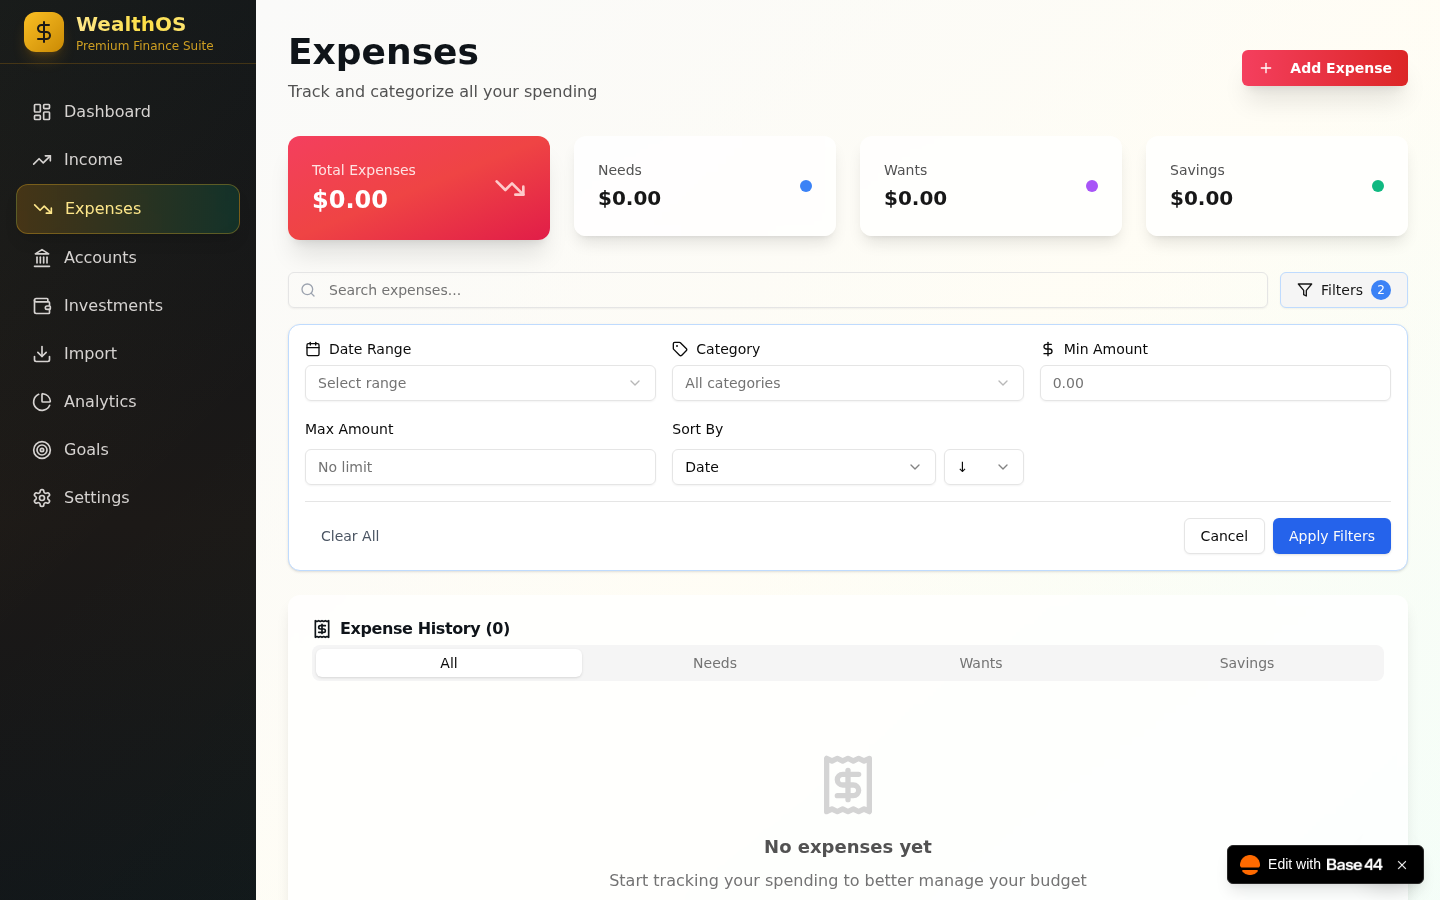 WealthOS
Premium Finance Suite
Dashboard
Income
Expenses
Accounts
Investments
Import
Analytics
Goals
Settings
Expenses
Track and categorize all your spending
Add Expense
Total Expenses
$0.00
Needs
$0.00
Wants
$0.00
Savings
$0.00
Search expenses...
Filters 2
Date Range
Select range
Category
All categories
Min Amount
0.00
Max Amount
No limit
Sort By
Date
↓
Clear All
Cancel
Apply Filters
Expense History (0)
All
Needs
Wants
Savings
No expenses yet
Start tracking your spending to better manage your budget
Edit with Base 44